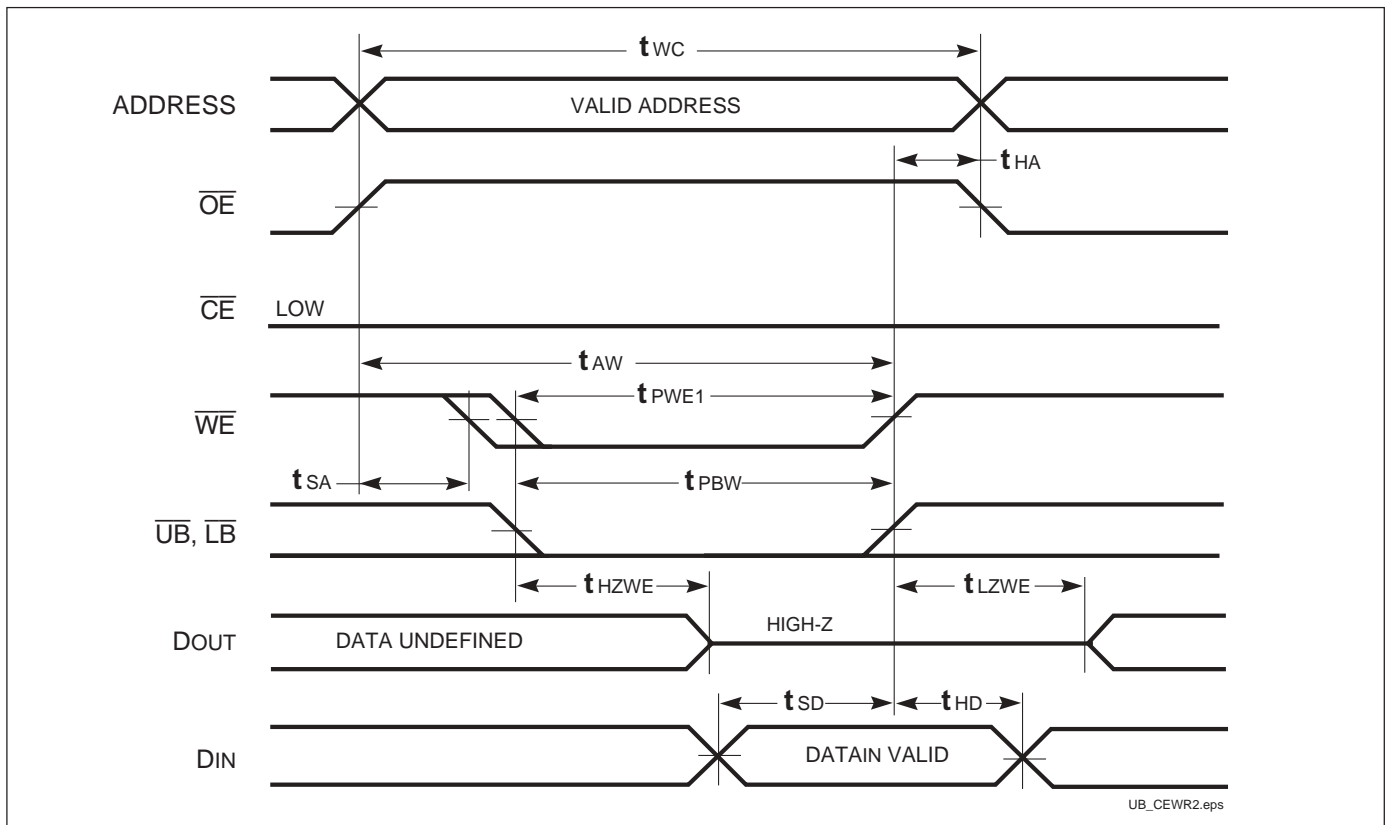 tWC
ADDRESS
VALID ADDRESS
tHA
OE
CE
LOW
tAW
tPWE1
WE
tSA
tPBW
UB, LB
tHZWE
tLZWE
DOUT
DATA UNDEFINED
HIGH-Z
tSD
tHD
DIN
DATAIN VALID
UB_CEWR2.eps